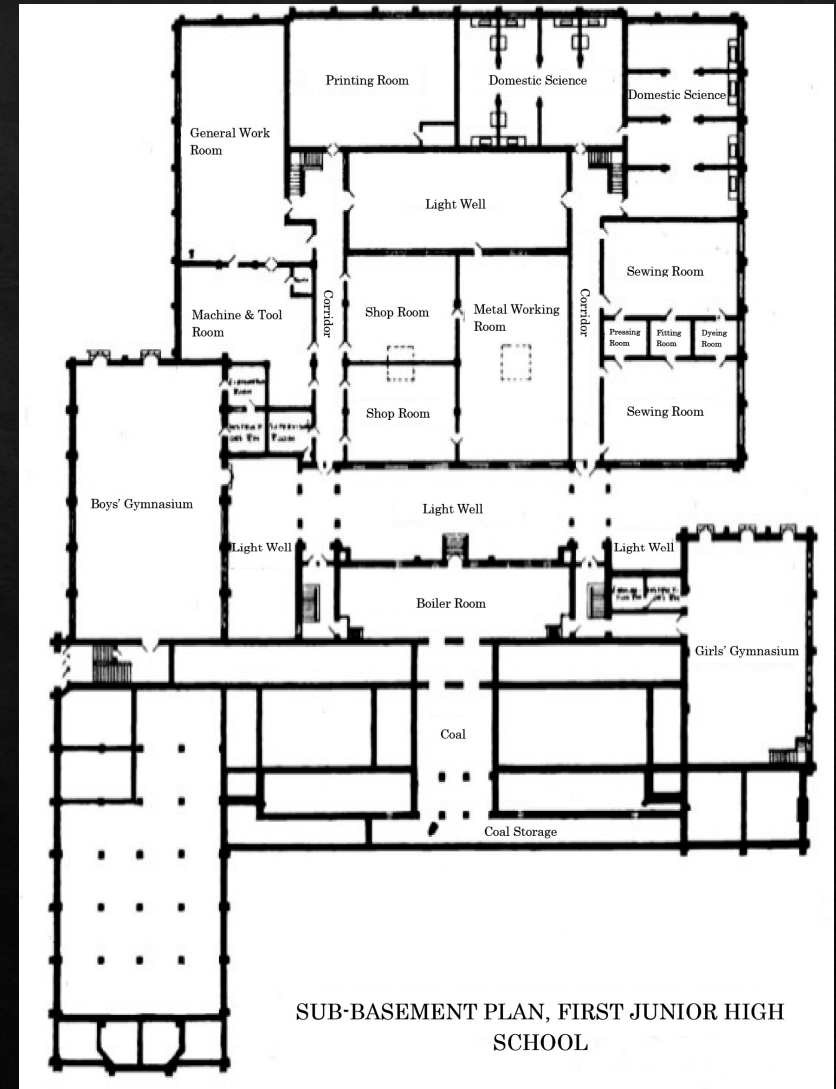 Printing Room
Domestic Science
Domestic Science
General Work
Room
Light Well
Sewing Room
Corridor
Corridor
Shop Room
Metal Working
Room
Machine & Tool
Room
Pressing
Room
Fitting
Room
Dyeing
Room
Shop Room
Sewing Room
Room
Boys' Gymnasium
Light Well
Light Well
Light Well
Boiler Room
Girls' Gymnasium
Coal
Coal Storage
SUB-BASEMENT PLAN, FIRST JUNIOR HIGH
SCHOOL